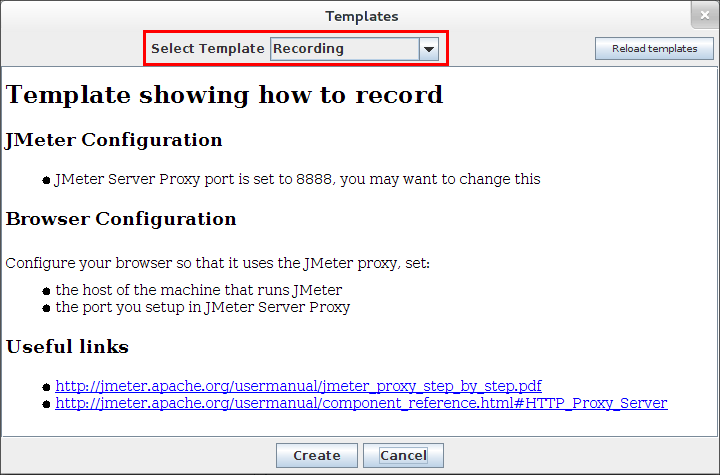 Templates
Select Template Recording
Reload templates
Template showing how to record
JMeter Configuration
JMeter Server Proxy port is set to 8888, you may want to change this
Browser Configuration
Configure your browser so that it uses the JMeter proxy, set:
the host of the machine that runs JMeter
the port you setup in JMeter Server Proxy
Useful links
http://jmeter.apache.org/usermanual/jmeter_proxy_step_by_step.pdf
http://jmeter.apache.org/usermanual/component_reference.html#HTTP_Proxy_Server
Create Cancel